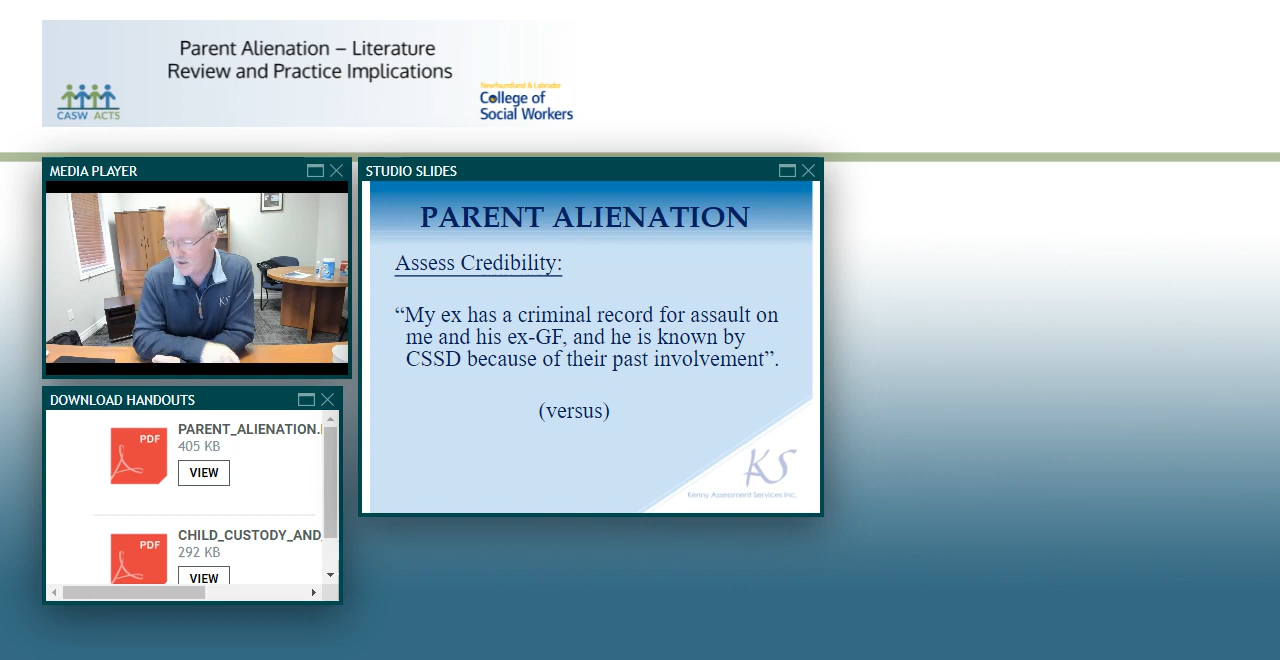 Parent Alienation – Literature
Review and Practice Implications
CASW ACTS
Newfoundland & Labrador
College of
Social Workers
MEDIA PLAYER
KS
STUDIO SLIDES
PARENT ALIENATION
Assess Credibility:
“My ex has a criminal record for assault on
me and his ex-GF, and he is known by
CSSD because of their past involvement”.
(versus)
KS
Kenny Assessment Services Inc.
DOWNLOAD HANDOUTS
PDF
PARENT_ALIENATION.
405 KB
VIEW
PDF
CHILD_CUSTODY_AND_
292 KB
VIEW